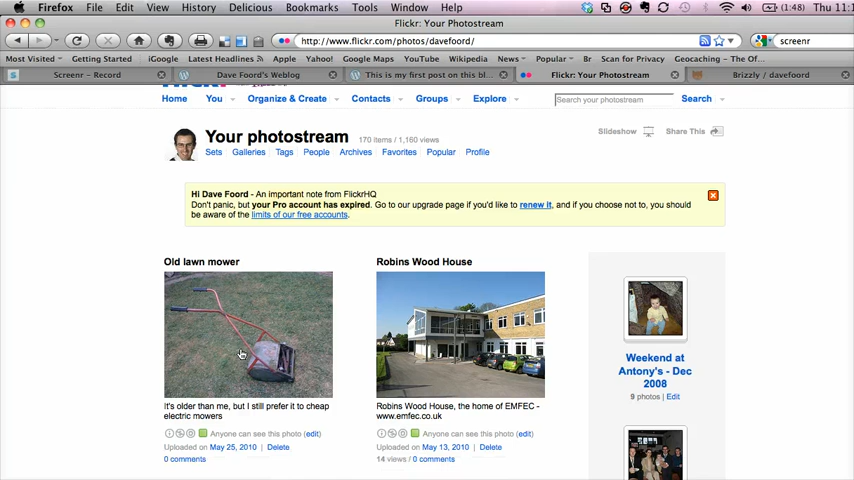 Firefox File Edit View History Delicious Bookmarks Tools Window Help (1:48) Thu 11:1
Flickr: Your Photostream
http://www.flickr.com/photos/davefoord/ screenr
Most Visited Getting Started iGoogle Latest Headlines Apple Yahoo! Google Maps YouTube Wikipedia News Popular Br Scan for Privacy Geocaching - The Of...
Screenr - Record Dave Foord's Weblog This is my first post on this bl... Flickr: Your Photostream Brizzly / davefoord
Home You Organize & Create Contacts Groups Explore Search your photostream Search
Your photostream 170 items / 1,160 views Slideshow Share This
Sets Galleries Tags People Archives Favorites Popular Profile
Hi Dave Foord - An important note from FlickrHQ
Don't panic, but your Pro account has expired. Go to our upgrade page if you'd like to renew it, and if you choose not to, you should
be aware of the limits of our free accounts.
Old lawn mower Robins Wood House
It's older than me, but I still prefer it to cheap
electric mowers
Robins Wood House, the home of EMFEC -
www.emfec.co.uk
Anyone can see this photo (edit) Anyone can see this photo (edit)
Uploaded on May 25, 2010 | Delete Uploaded on May 13, 2010 | Delete
0 comments 14 views / 0 comments
Weekend at
Antony's - Dec
2008
9 photos | Edit